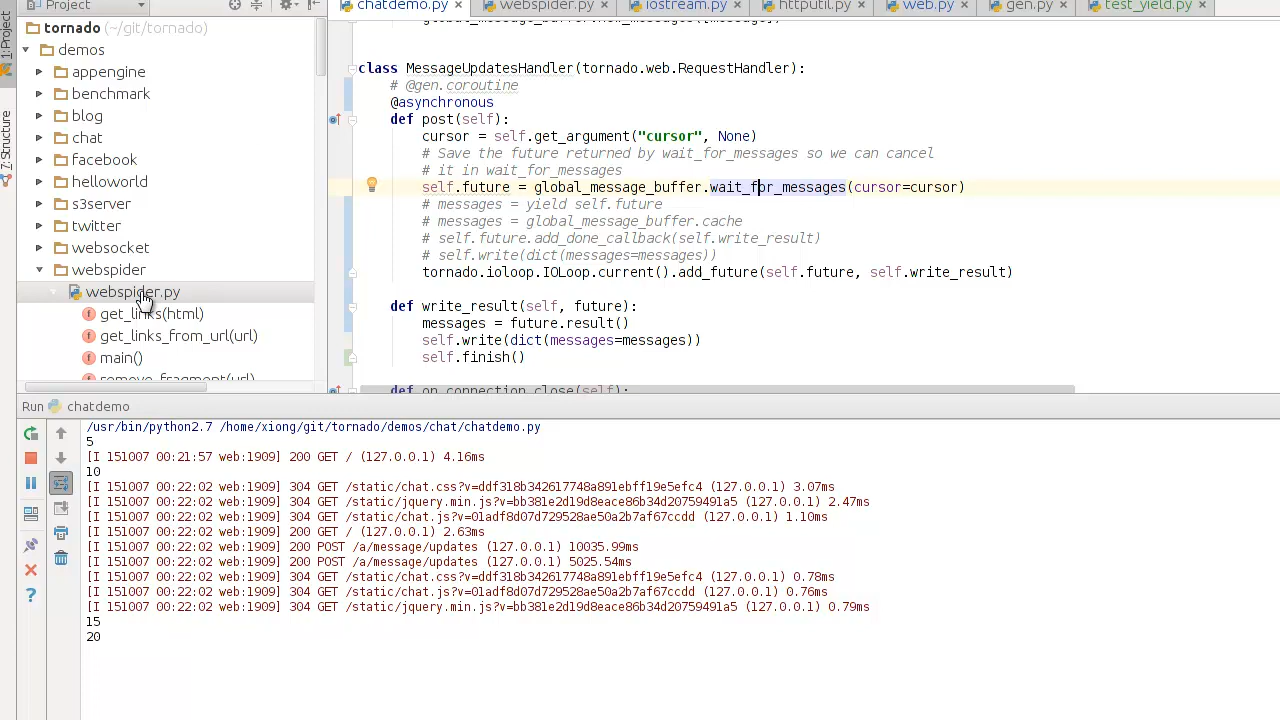 Project
chatdemo.py
webspider.py
iostream.py
httputil.py
web.py
gen.py
test_yield.py
1: Project
7: Structure
tornado (~/git/tornado)
demos
appengine
benchmark
blog
chat
facebook
helloworld
s3server
twitter
websocket
webspider
webspider.py
get_links(html)
get_links_from_url(url)
main()
remove_fragment(url)
global_message_buffer.new_messages([message])
class MessageUpdatesHandler(tornado.web.RequestHandler):
# @gen.coroutine
@asynchronous
def post(self):
cursor = self.get_argument("cursor", None)
# Save the future returned by wait_for_messages so we can cancel
# it in wait_for_messages
self.future = global_message_buffer.wait_for_messages(cursor=cursor)
# messages = yield self.future
# messages = global_message_buffer.cache
# self.future.add_done_callback(self.write_result)
# self.write(dict(messages=messages))
tornado.ioloop.IOLoop.current().add_future(self.future, self.write_result)
def write_result(self, future):
messages = future.result()
self.write(dict(messages=messages))
self.finish()
def on_connection_close(self):
Run chatdemo
/usr/bin/python2.7 /home/xiong/git/tornado/demos/chat/chatdemo.py
5
[I 151007 00:21:57 web:1909] 200 GET / (127.0.0.1) 4.16ms
10
[I 151007 00:22:02 web:1909] 304 GET /static/chat.css?v=ddf318b342617748a891ebff19e5efc4 (127.0.0.1) 3.07ms
[I 151007 00:22:02 web:1909] 304 GET /static/jquery.min.js?v=bb381e2d19d8eace86b34d20759491a5 (127.0.0.1) 2.47ms
[I 151007 00:22:02 web:1909] 304 GET /static/chat.js?v=01adf8d07d729528ae50a2b7af67ccdd (127.0.0.1) 1.10ms
[I 151007 00:22:02 web:1909] 200 GET / (127.0.0.1) 2.63ms
[I 151007 00:22:02 web:1909] 200 POST /a/message/updates (127.0.0.1) 10035.99ms
[I 151007 00:22:02 web:1909] 200 POST /a/message/updates (127.0.0.1) 5025.54ms
[I 151007 00:22:02 web:1909] 304 GET /static/chat.css?v=ddf318b342617748a891ebff19e5efc4 (127.0.0.1) 0.78ms
[I 151007 00:22:02 web:1909] 304 GET /static/chat.js?v=01adf8d07d729528ae50a2b7af67ccdd (127.0.0.1) 0.76ms
[I 151007 00:22:02 web:1909] 304 GET /static/jquery.min.js?v=bb381e2d19d8eace86b34d20759491a5 (127.0.0.1) 0.79ms
15
20